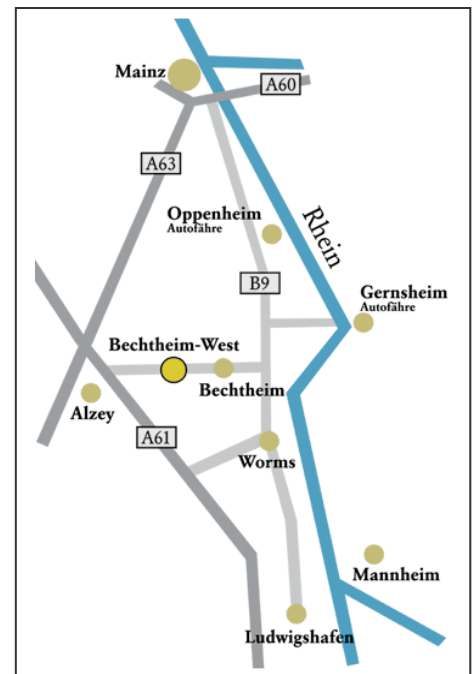 Mainz
A60
A63
Oppenheim
Autofähre
Rhein
B9
Gernsheim
Autofähre
Bechtheim-West
Bechtheim
Alzey
A61
Worms
Mannheim
Ludwigshafen